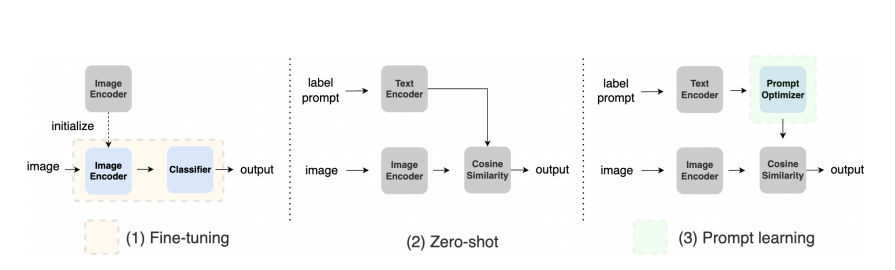 Image
Encoder
initialize
image
Image
Encoder
Classifier
output
(1) Fine-tuning
label
prompt
Text
Encoder
image
Image
Encoder
Cosine
Similarity
output
(2) Zero-shot
label
prompt
Text
Encoder
Prompt
Optimizer
image
Image
Encoder
Cosine
Similarity
output
(3) Prompt learning